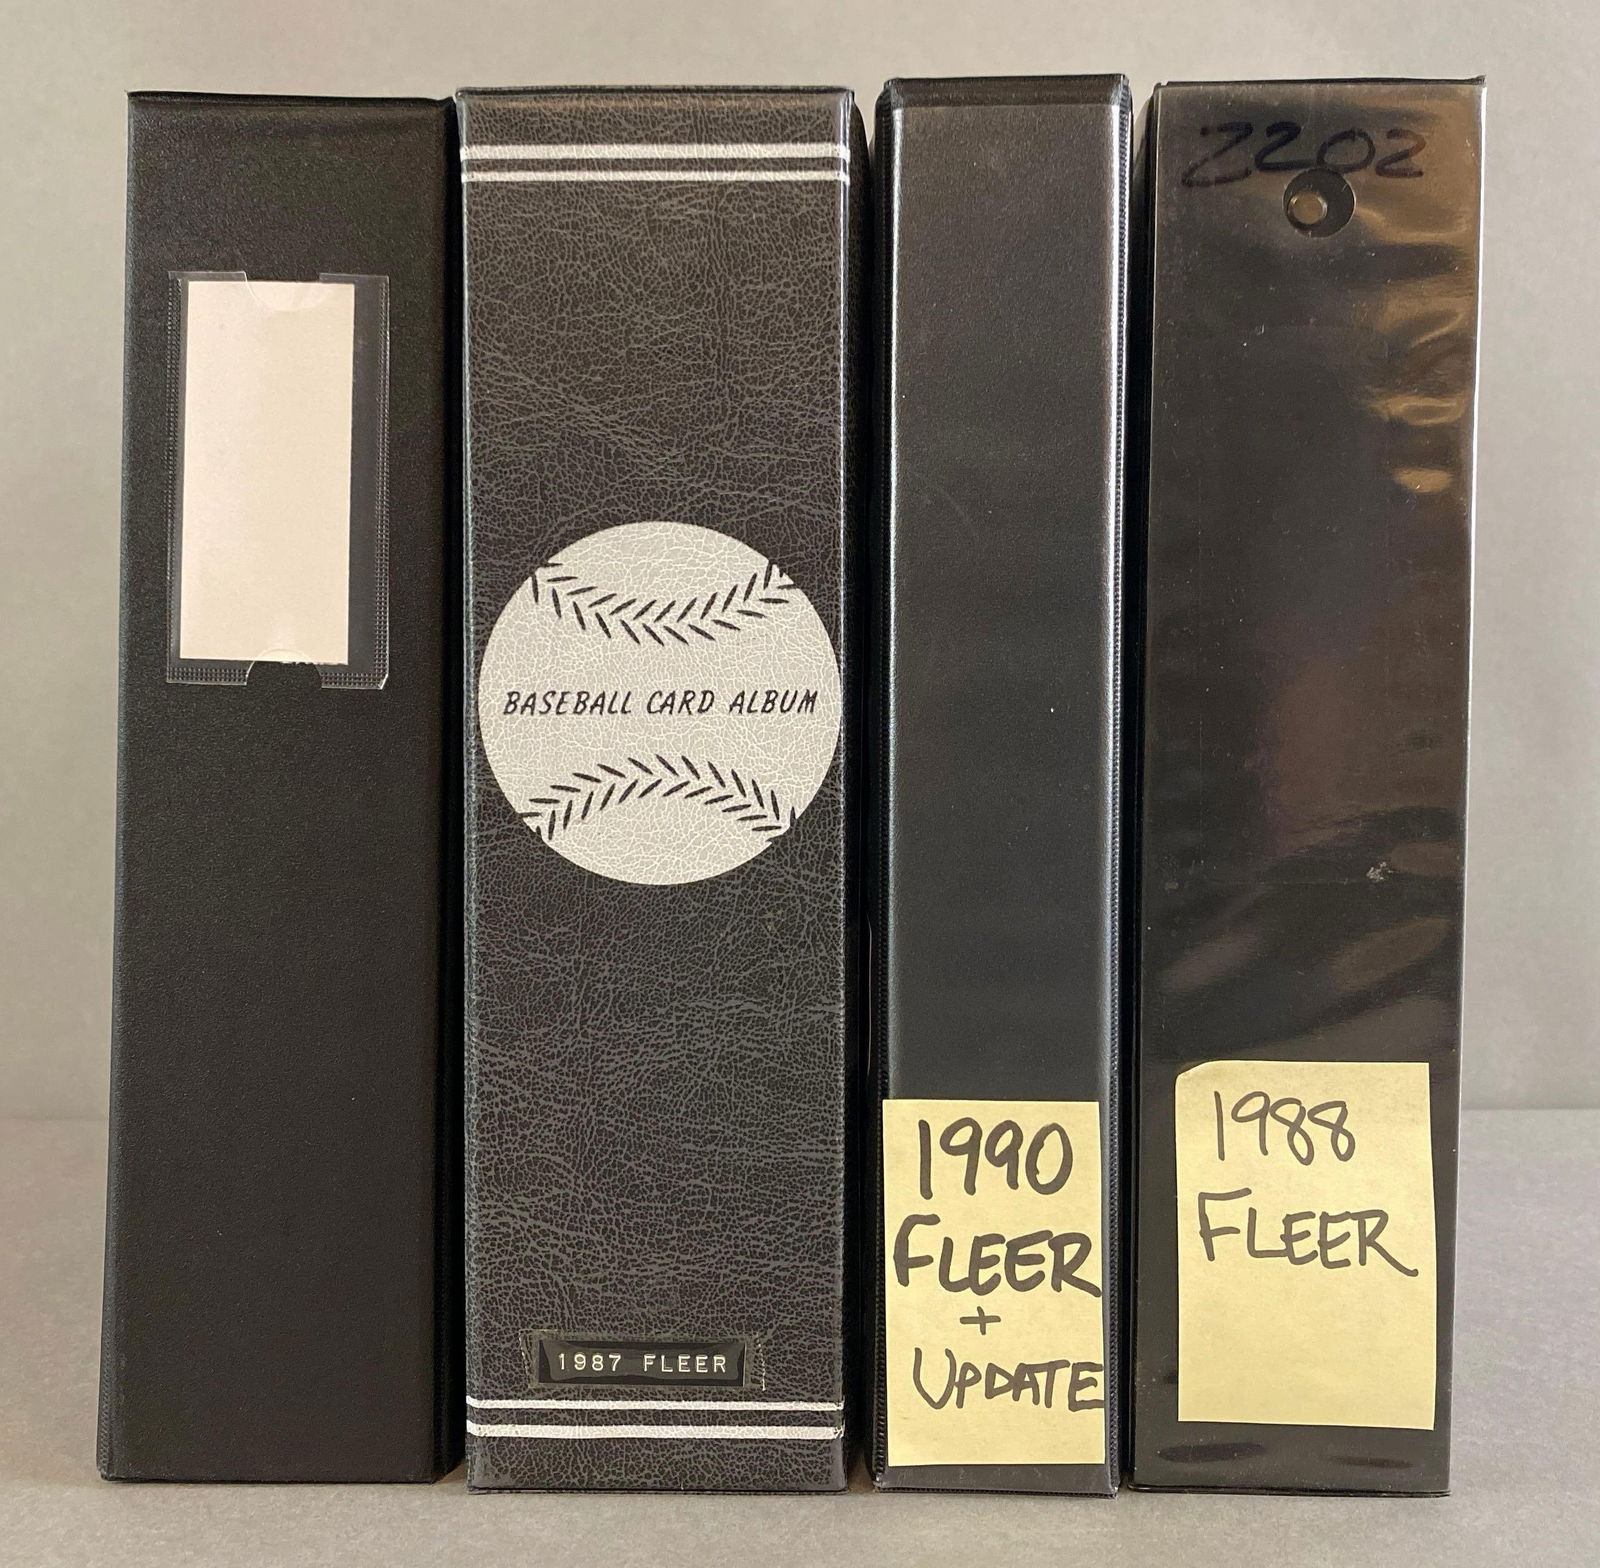 BASEBALL CARD ALBUM
1987 FLEER
1990
FLEER
+
UPDATE
2202
1988
FLEER